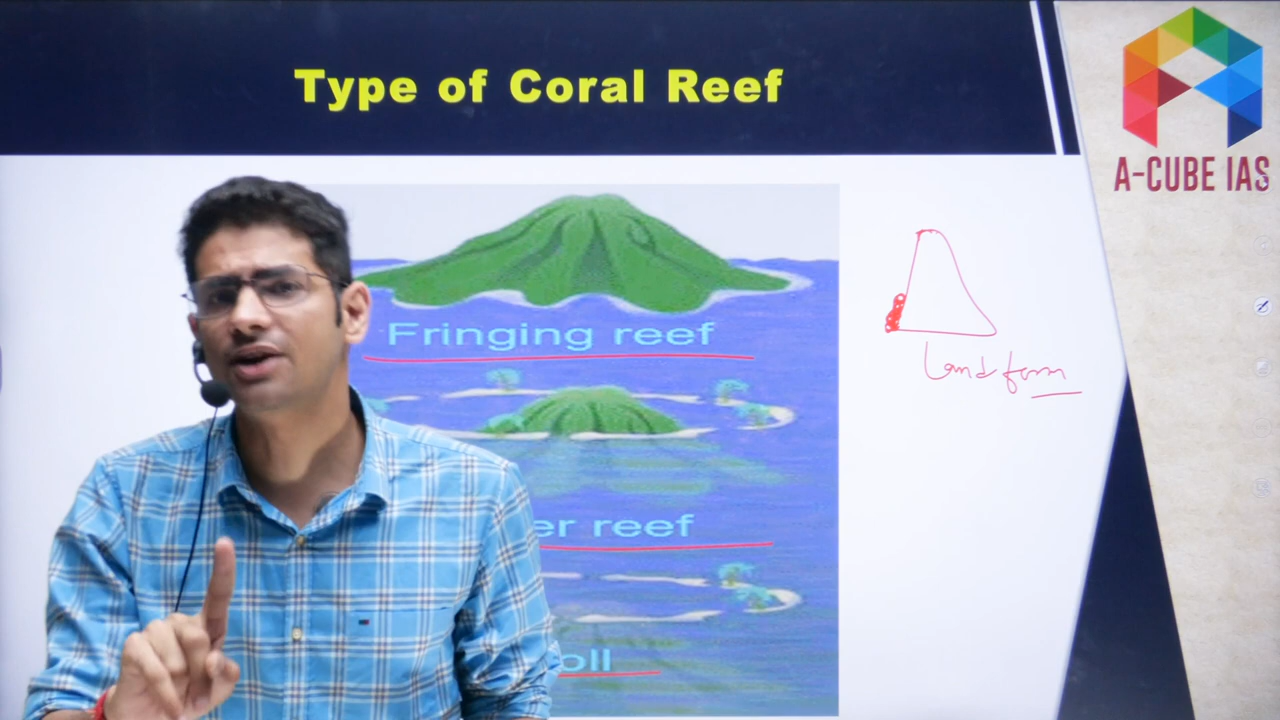 Type of Coral Reef
A-CUBE IAS
Fringing reef
Land form
er reef
oll